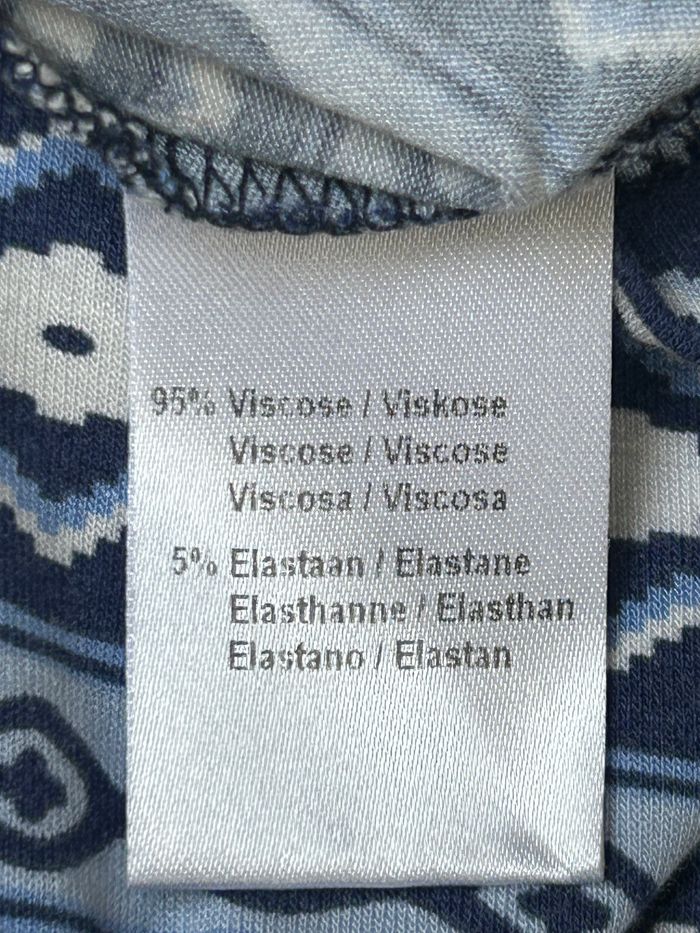 95% Viscose / Viskose
Viscose / Viscose
Viscosa / Viscosa
5% Elastaan / Elastane
Elasthanne / Elasthan
Elastano / Elastan